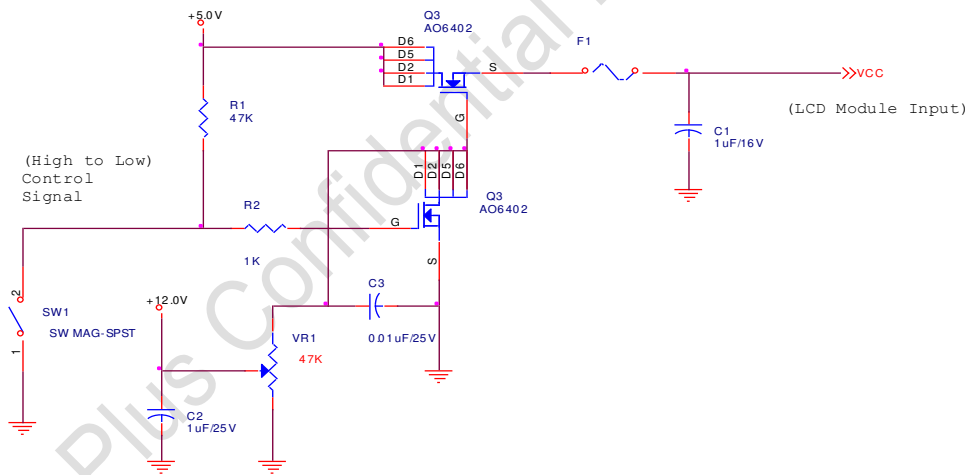 +5.0V
Q3
AO6402
D6
D5
D2
D1
S
G
F1
VCC
(LCD Module Input)
R1
47K
C1
1uF/16V
(High to Low)
Control
Signal
D1
D2
D5
D6
Q3
AO6402
R2
1K
G
S
SW1
SW MAG-SPST
2
1
+12.0V
C3
0.01uF/25V
VR1
47K
C2
1uF/25V
Plus Confidential